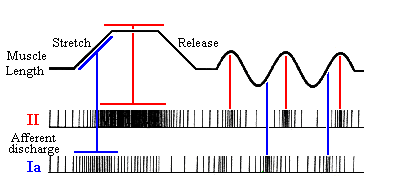 Stretch
Release
Muscle
Length
II
Afferent
discharge
Ia